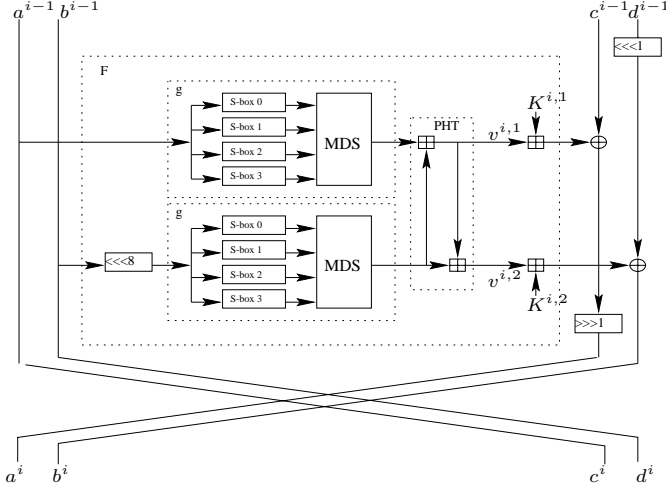 a^{i-1} b^{i-1} c^{i-1} d^{i-1}
<<<1
F
g
S-box 0
S-box 1
S-box 2
S-box 3
MDS
PHT
v^{i,1}
K^{i,1}
g
<<<8
S-box 0
S-box 1
S-box 2
S-box 3
MDS
v^{i,2}
K^{i,2}
>>>1
a^i b^i c^i d^i